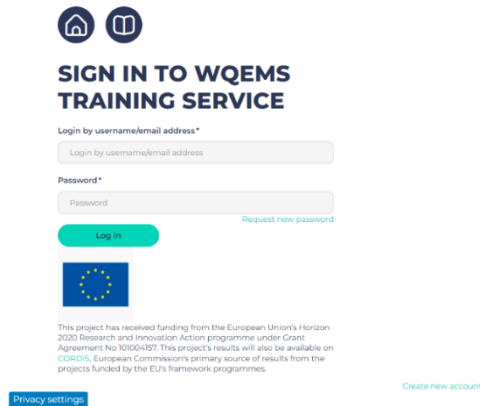 SIGN IN TO WQEMS
TRAINING SERVICE
Login by username/email address*
Login by username/email address
Password*
Password
Request new password
Log in
This project has received funding from the European Union's Horizon
2020 Research and Innovation Action programme under Grant
Agreement No 101004157. This project's results will also be available on
CORDIS, European Commission's primary source of results from the
projects funded by the EU's framework programmes.
Create new account
Privacy settings